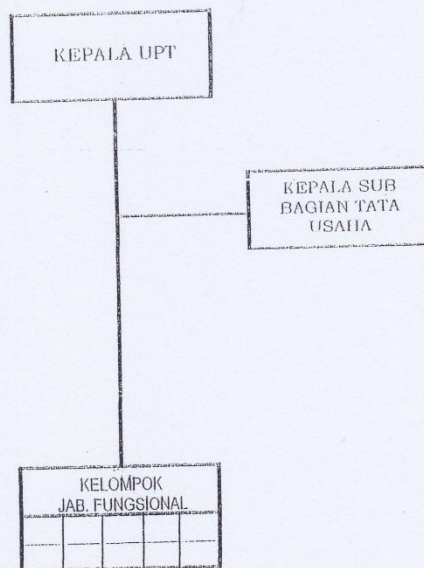 KEPALA UPT
KEPALA SUB
BAGIAN TATA
USAHA
KELOMPOK
JAB. FUNGSIONAL